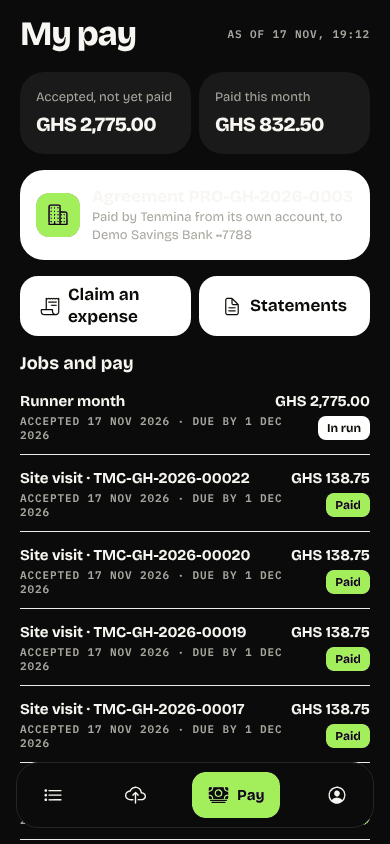 My pay
AS OF 17 NOV, 19:12
Accepted, not yet paid
GHS 2,775.00
Paid this month
GHS 832.50
Agreement PRO-GH-2026-0003
Paid by Tenmina from its own account, to
Demo Savings Bank ••7788
Claim an
expense
Statements
Jobs and pay
Runner month
GHS 2,775.00
ACCEPTED 17 NOV 2026 · DUE BY 1 DEC
2026
In run
Site visit · TMC-GH-2026-00022
GHS 138.75
ACCEPTED 17 NOV 2026 · DUE BY 1 DEC
2026
Paid
Site visit · TMC-GH-2026-00020
GHS 138.75
ACCEPTED 17 NOV 2026 · DUE BY 1 DEC
2026
Paid
Site visit · TMC-GH-2026-00019
GHS 138.75
ACCEPTED 17 NOV 2026 · DUE BY 1 DEC
2026
Paid
Site visit · TMC-GH-2026-00017
GHS 138.75
ACCEPTED 17 NOV 2026 · DUE BY 1 DEC
2026
Paid
Pay